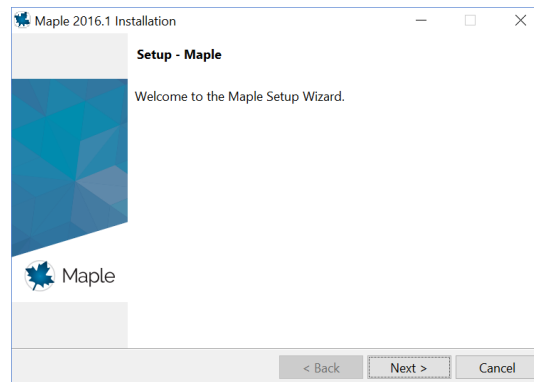 Maple 2016.1 Installation
Setup - Maple
Welcome to the Maple Setup Wizard.
Maple
< Back
Next >
Cancel